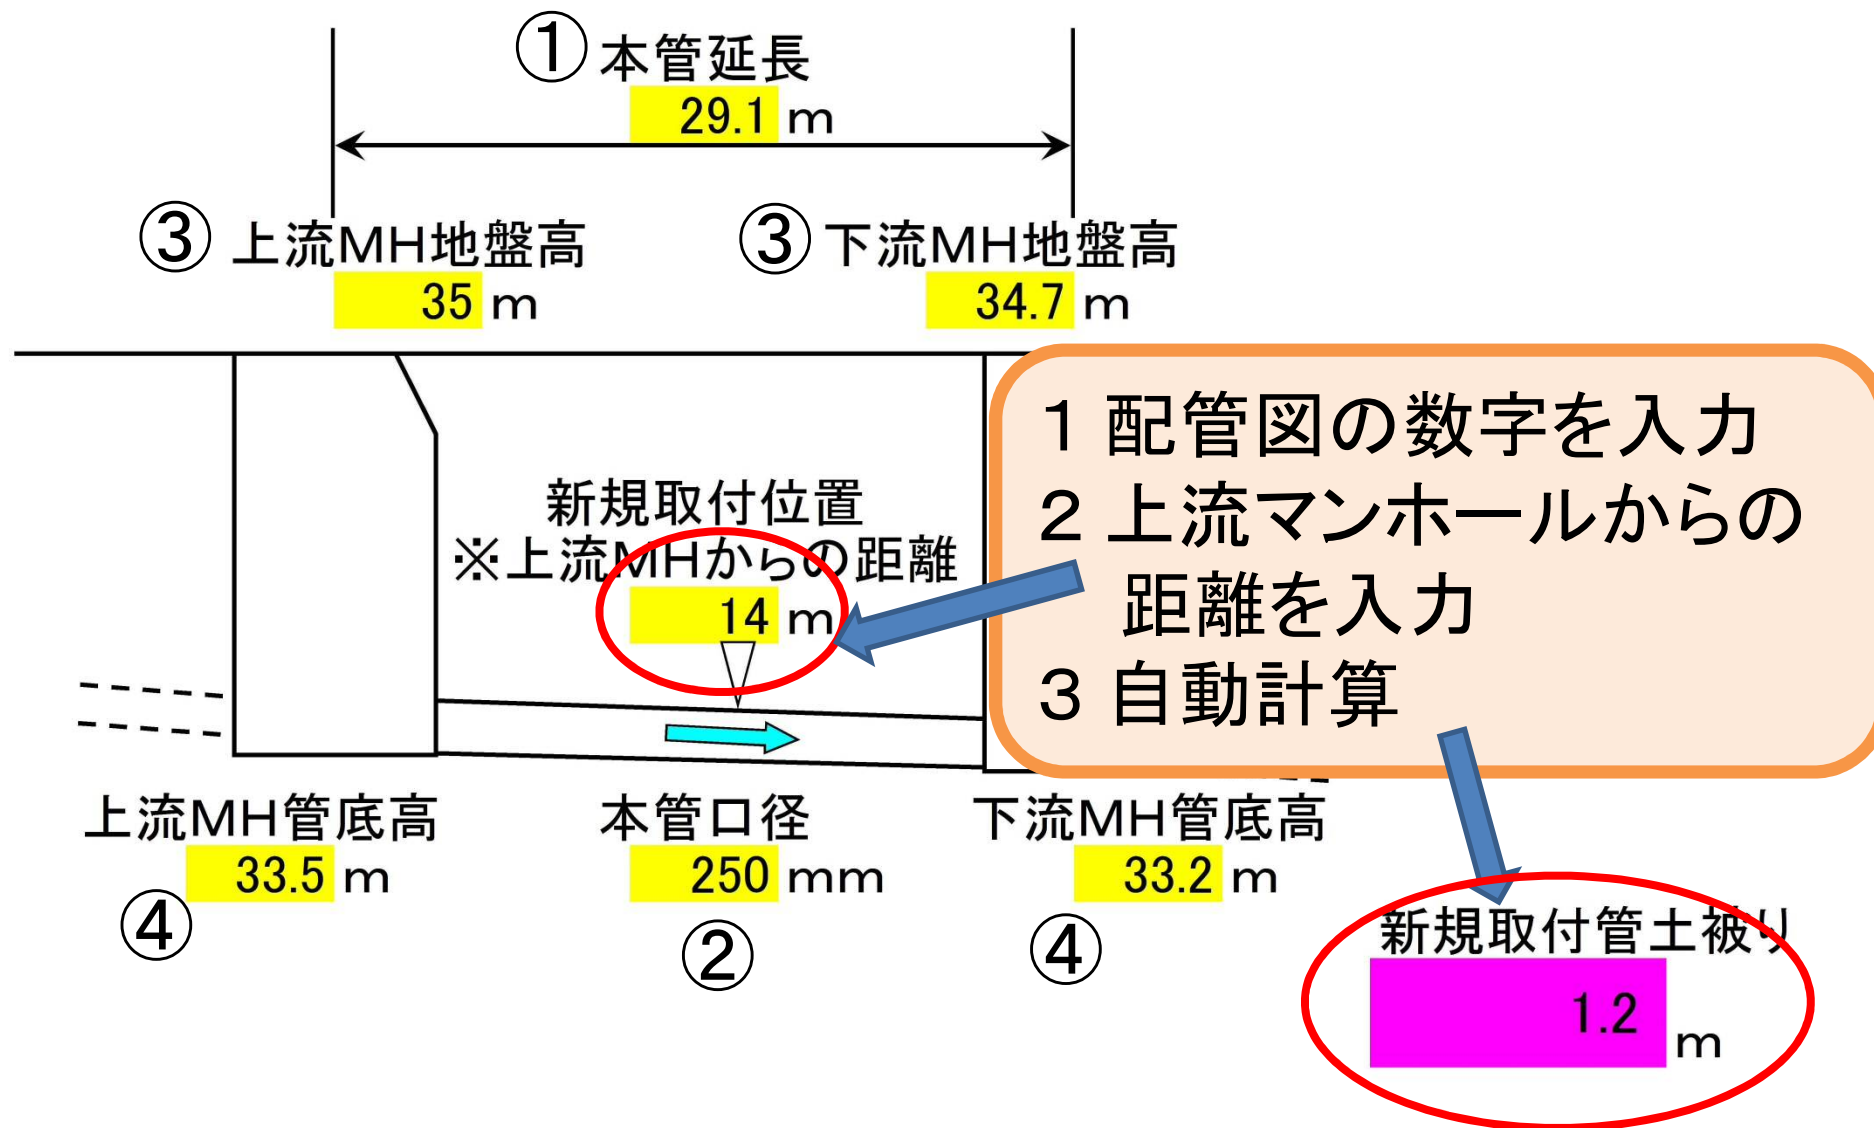 ① 本管延長
29.1 m
③ 上流MH地盤高
35 m
③ 下流MH地盤高
34.7 m
新規取付位置
※上流MHからの距離
14 m
1 配管図の数字を入力
2 上流マンホールからの
距離を入力
3 自動計算
上流MH管底高
33.5 m
④
本管口径
250 mm
②
下流MH管底高
33.2 m
④
新規取付管土被り
1.2 m